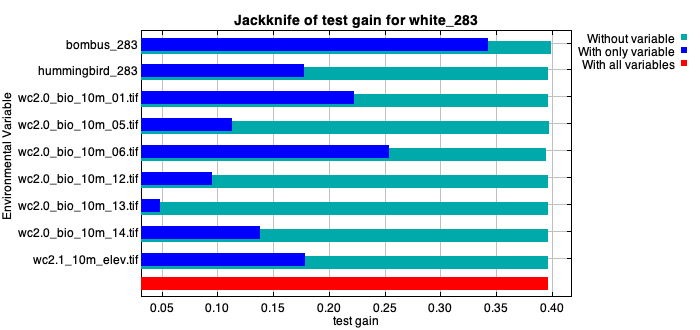 Jackknife of test gain for white_283
Without variable
With only variable
With all variables
Environmental Variable
bombus_283
hummingbird_283
wc2.0_bio_10m_01.tif
wc2.0_bio_10m_05.tif
wc2.0_bio_10m_06.tif
wc2.0_bio_10m_12.tif
wc2.0_bio_10m_13.tif
wc2.0_bio_10m_14.tif
wc2.1_10m_elev.tif
0.05 0.10 0.15 0.20 0.25 0.30 0.35 0.40
test gain